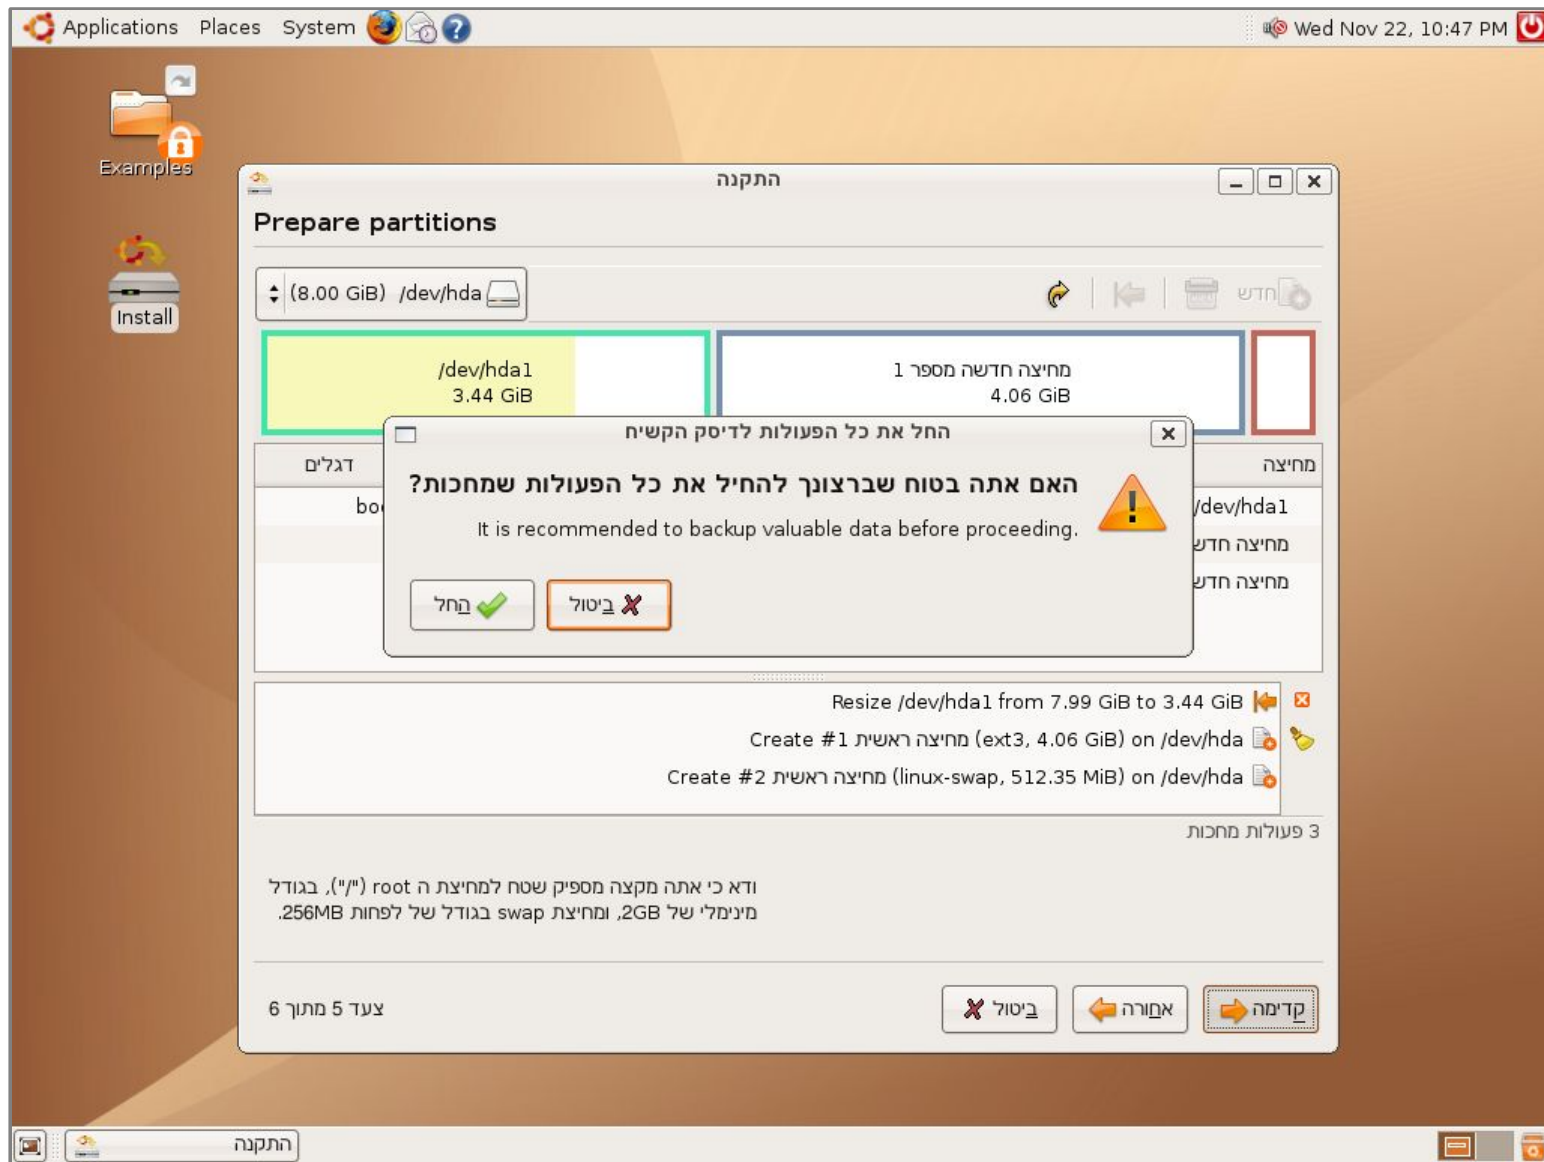 Applications Places System
Wed Nov 22, 10:47 PM
Examples
Install
התקנה
Prepare partitions
(8.00 GiB) /dev/hda
חדש
/dev/hda1
3.44 GiB
מחיצה חדשה מספר 1
4.06 GiB
מחיצה
דגלים
/dev/hda1
מחיצה חדש
מחיצה חדש
החל את כל הפעולות לדיסק הקשיח
האם אתה בטוח שברצונך להחיל את כל הפעולות שמחכות?
It is recommended to backup valuable data before proceeding.
ביטול
החל
Resize /dev/hda1 from 7.99 GiB to 3.44 GiB
Create #1 מחיצה ראשית (ext3, 4.06 GiB) on /dev/hda
Create #2 מחיצה ראשית (linux-swap, 512.35 MiB) on /dev/hda
3 פעולות מחכות
ודא כי אתה מקצה מספיק שטח למחיצת ה root ("/"), בגודל
מינימלי של 2GB, ומחיצת swap בגודל של לפחות 256MB.
קדימה
אחורה
ביטול
צעד 5 מתוך 6
התקנה